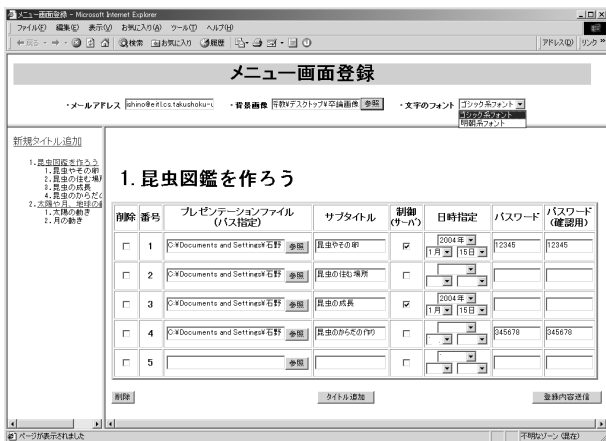 メニュー画面登録 - Microsoft Internet Explorer
ファイル(F) 編集(E) 表示(V) お気に入り(A) ツール(T) ヘルプ(H)
戻る 検索 お気に入り 履歴 アドレス(D) リンク »
メニュー画面登録
・メールアドレス ishino@eitl.cs.takushoku-u ・背景画像 参照 ・文字のフォント ゴシック系フォント
ゴシック系フォント
明朝系フォント
新規タイトル追加
1.昆虫図鑑を作ろう
1.昆虫やその卵
2.昆虫の住む場所
3.昆虫の成長
4.昆虫のからだ
2.太陽や月、地球の
1.太陽の動き
2.月の動き
1. 昆虫図鑑を作ろう
削除 番号 プレゼンテーションファイル(パス指定) サブタイトル 制御(サーバ) 日時指定 パスワード パスワード(確認用)
1 C:¥Documents and Settings¥石野 参照 昆虫やその卵 2004年 1月 15日 12345 12345
2 C:¥Documents and Settings¥石野 参照 昆虫の住む場所
3 C:¥Documents and Settings¥石野 参照 昆虫の成長 2004年 1月 15日
4 C:¥Documents and Settings¥石野 参照 昆虫のからだの作り 345678 345678
5 参照
削除 タイトル追加 登録内容送信
ページが表示されました 不明なゾーン (混在)